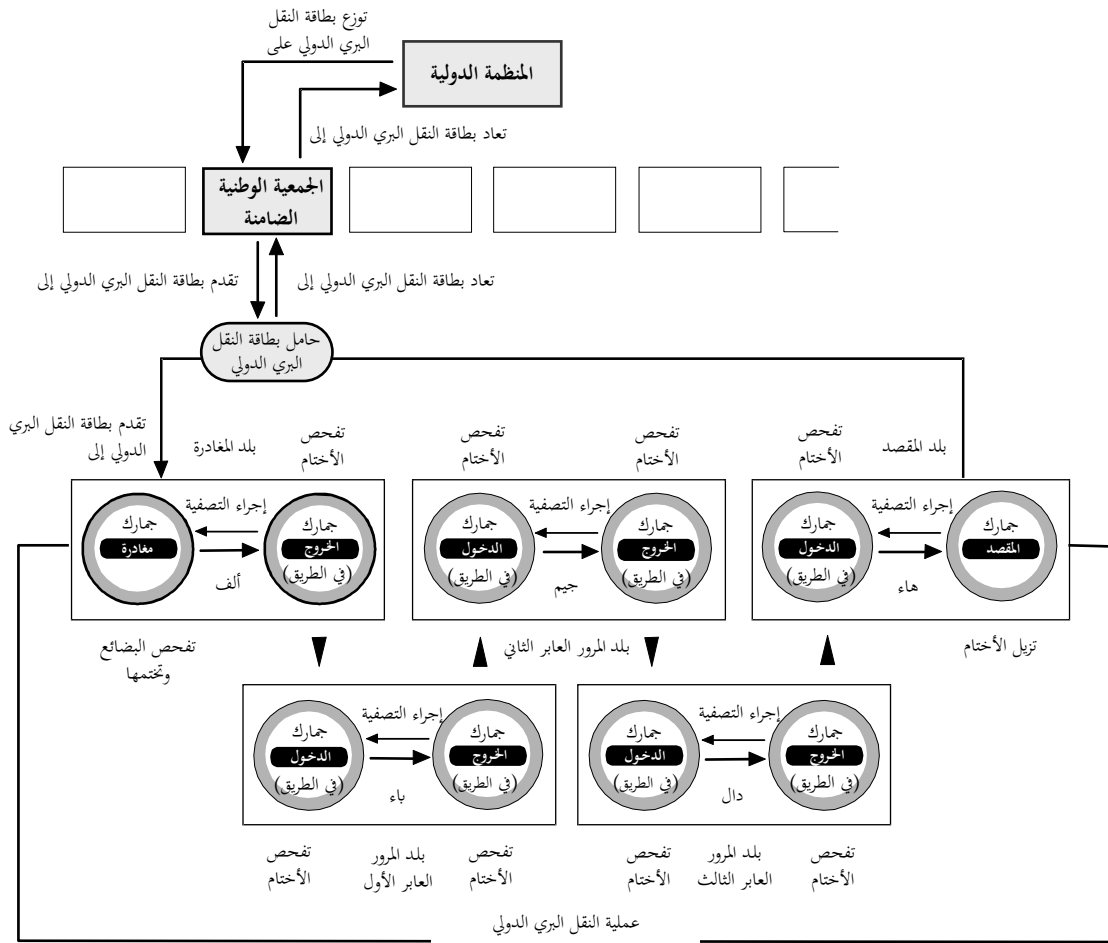 توزع بطاقة النقل
البري الدولي على
المنظمة الدولية
تعاد بطاقة النقل البري الدولي إلى
الجمعية الوطنية
الضامنة
تقدم بطاقة النقل البري الدولي إلى
تعاد بطاقة النقل البري الدولي إلى
حامل بطاقة النقل
البري الدولي
تقدم بطاقة النقل البري
الدولي إلى
بلد المغادرة
تفحص
الأختام
تفحص
الأختام
تفحص
الأختام
تفحص
الأختام
بلد المقصد
جمارك
مغادرة
إجراء التصفية
ألف
جمارك
الخروج
(في الطريق)
جمارك
الدخول
(في الطريق)
إجراء التصفية
جيم
جمارك
الخروج
(في الطريق)
جمارك
الدخول
(في الطريق)
إجراء التصفية
هاء
جمارك
المقصد
تفحص البضائع
وتختمها
بلد المرور العابر الثاني
تزيل الأختام
جمارك
الدخول
(في الطريق)
إجراء التصفية
باء
جمارك
الخروج
(في الطريق)
جمارك
الدخول
(في الطريق)
إجراء التصفية
دال
جمارك
الخروج
(في الطريق)
تفحص
الأختام
بلد المرور
العابر الأول
تفحص
الأختام
تفحص
الأختام
بلد المرور
العابر الثالث
تفحص
الأختام
عملية النقل البري الدولي